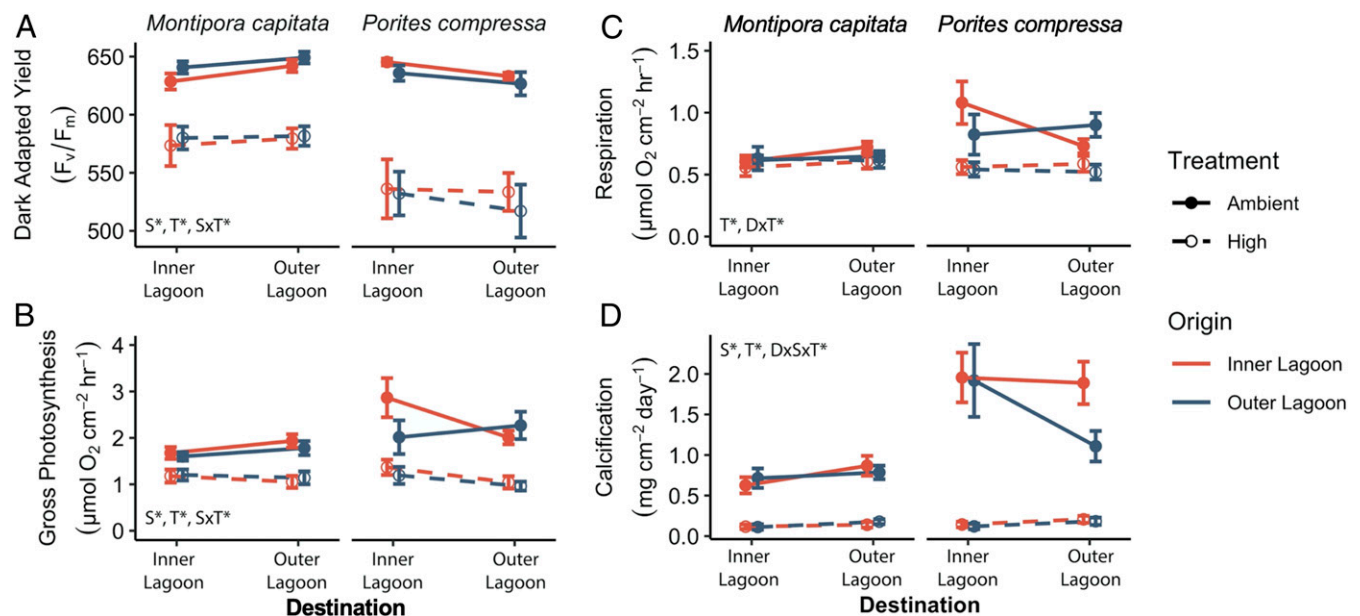 A
Montipora capitata
Porites compressa
Dark Adapted Yield
(Fv/Fm)
650
600
550
500
S*, T*, SxT*
Inner
Lagoon
Outer
Lagoon
Inner
Lagoon
Outer
Lagoon
B
Gross Photosynthesis
(μmol O2 cm−2 hr−1)
4
3
2
1
0
S*, T*, SxT*
Inner
Lagoon
Outer
Lagoon
Inner
Lagoon
Outer
Lagoon
Destination
C
Montipora capitata
Porites compressa
Respiration
(μmol O2 cm−2 hr−1)
1.5
1.0
0.5
0.0
T*, DxT*
Inner
Lagoon
Outer
Lagoon
Inner
Lagoon
Outer
Lagoon
D
Calcification
(mg cm−2 day−1)
2.0
1.5
1.0
0.5
0.0
S*, T*, DxSxT*
Inner
Lagoon
Outer
Lagoon
Inner
Lagoon
Outer
Lagoon
Destination
Treatment
Ambient
High
Origin
Inner Lagoon
Outer Lagoon